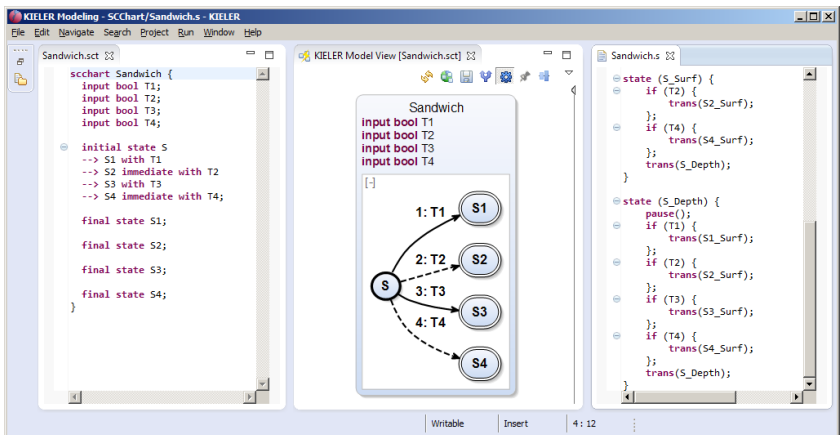 KIELER Modeling - SCChart/Sandwich.s - KIELER
File Edit Navigate Search Project Run Window Help
Sandwich.sct
scchart Sandwich {
input bool T1;
input bool T2;
input bool T3;
input bool T4;
initial state S
--> S1 with T1
--> S2 immediate with T2
--> S3 with T3
--> S4 immediate with T4;
final state S1;
final state S2;
final state S3;
final state S4;
}
KIELER Model View [Sandwich.sct]
Sandwich
input bool T1
input bool T2
input bool T3
input bool T4
[-]
1: T1
S1
2: T2
S2
S
3: T3
S3
4: T4
S4
Sandwich.s
state (S_Surf) {
if (T2) {
trans(S2_Surf);
};
if (T4) {
trans(S4_Surf);
};
trans(S_Depth);
}
state (S_Depth) {
pause();
if (T1) {
trans(S1_Surf);
};
if (T2) {
trans(S2_Surf);
};
if (T3) {
trans(S3_Surf);
};
if (T4) {
trans(S4_Surf);
};
trans(S_Depth);
}
Writable Insert 4 : 12